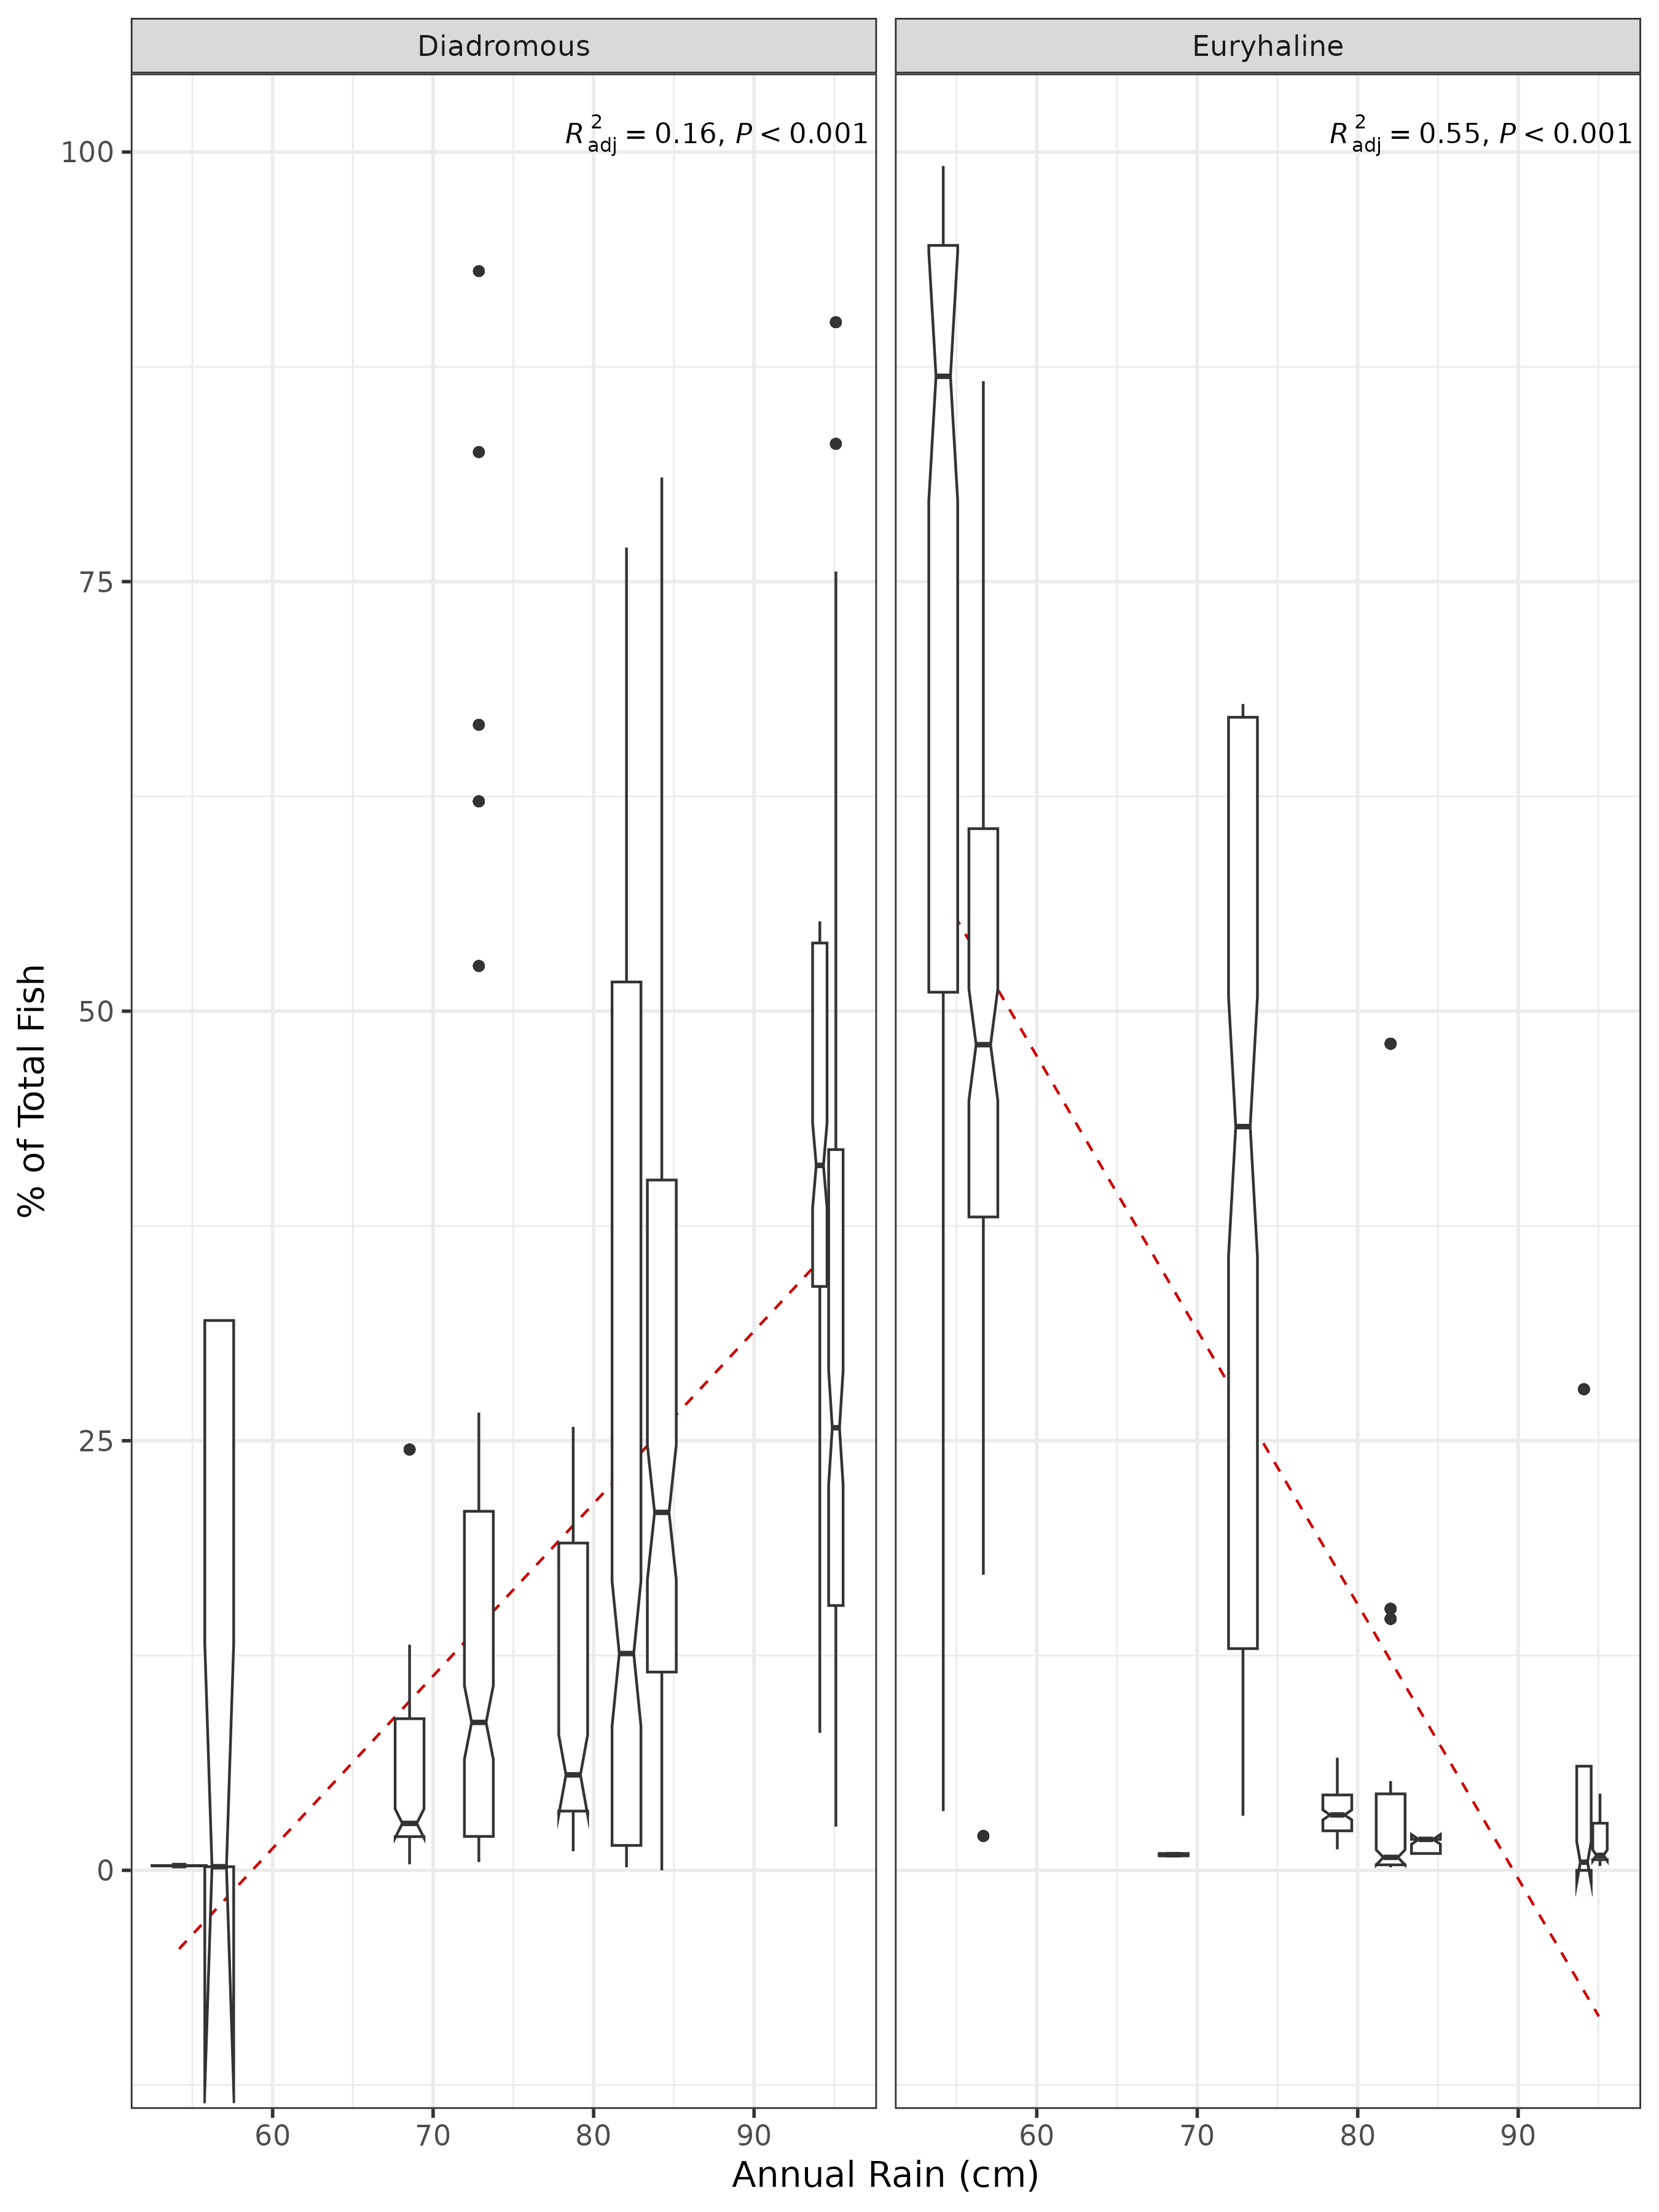 Diadromous
Euryhaline
R²adj = 0.16, P < 0.001
R²adj = 0.55, P < 0.001
100
75
50
25
0
% of Total Fish
60 70 80 90
60 70 80 90
Annual Rain (cm)